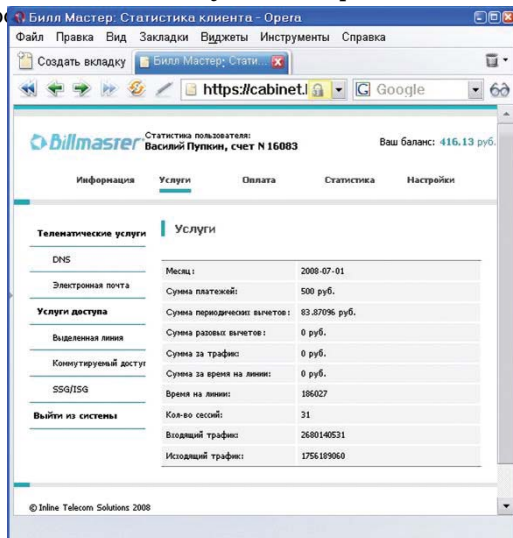 Билл Мастер: Статистика клиента - Opera
Файл Правка Вид Закладки Виджеты Инструменты Справка
Создать вкладку Билл Мастер; Стати...
https://cabinet.l Google
Billmaster
Статистика пользователя:
Василий Пупкин, счет N 16083
Ваш баланс: 416.13 руб.
Информация Услуги Оплата Статистика Настройки
Телематические услуги
DNS
Электронная почта
Услуги доступа
Выделенная линия
Коммутируемый доступ
SSG/ISG
Выйти из системы
Услуги
Месяц: 2008-07-01
Сумма платежей: 500 руб.
Сумма периодических вычетов: 83.87096 руб.
Сумма разовых вычетов: 0 руб.
Сумма за трафик: 0 руб.
Сумма за время на линии: 0 руб.
Время на линии: 186027
Кол-во сессий: 31
Входящий трафик: 2680140531
Исходящий трафик: 1756189060
© Inline Telecom Solutions 2008